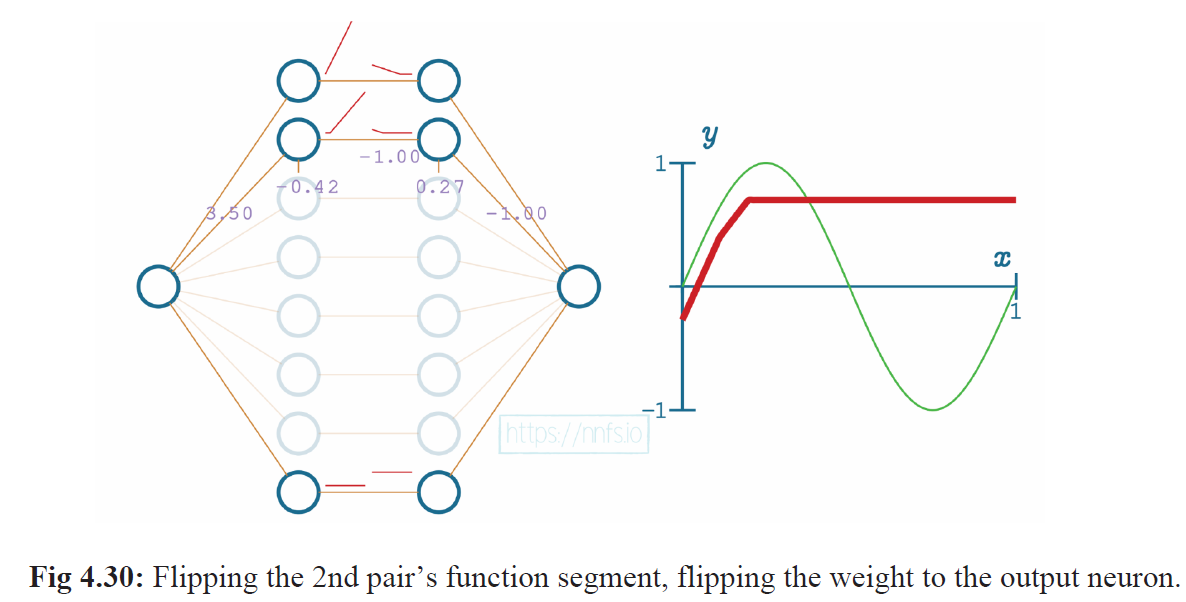 -1.00
-0.42
0.27
3.50
-1.00
y
1
x
1
-1
https://nnfs.io
Fig 4.30: Flipping the 2nd pair's function segment, flipping the weight to the output neuron.